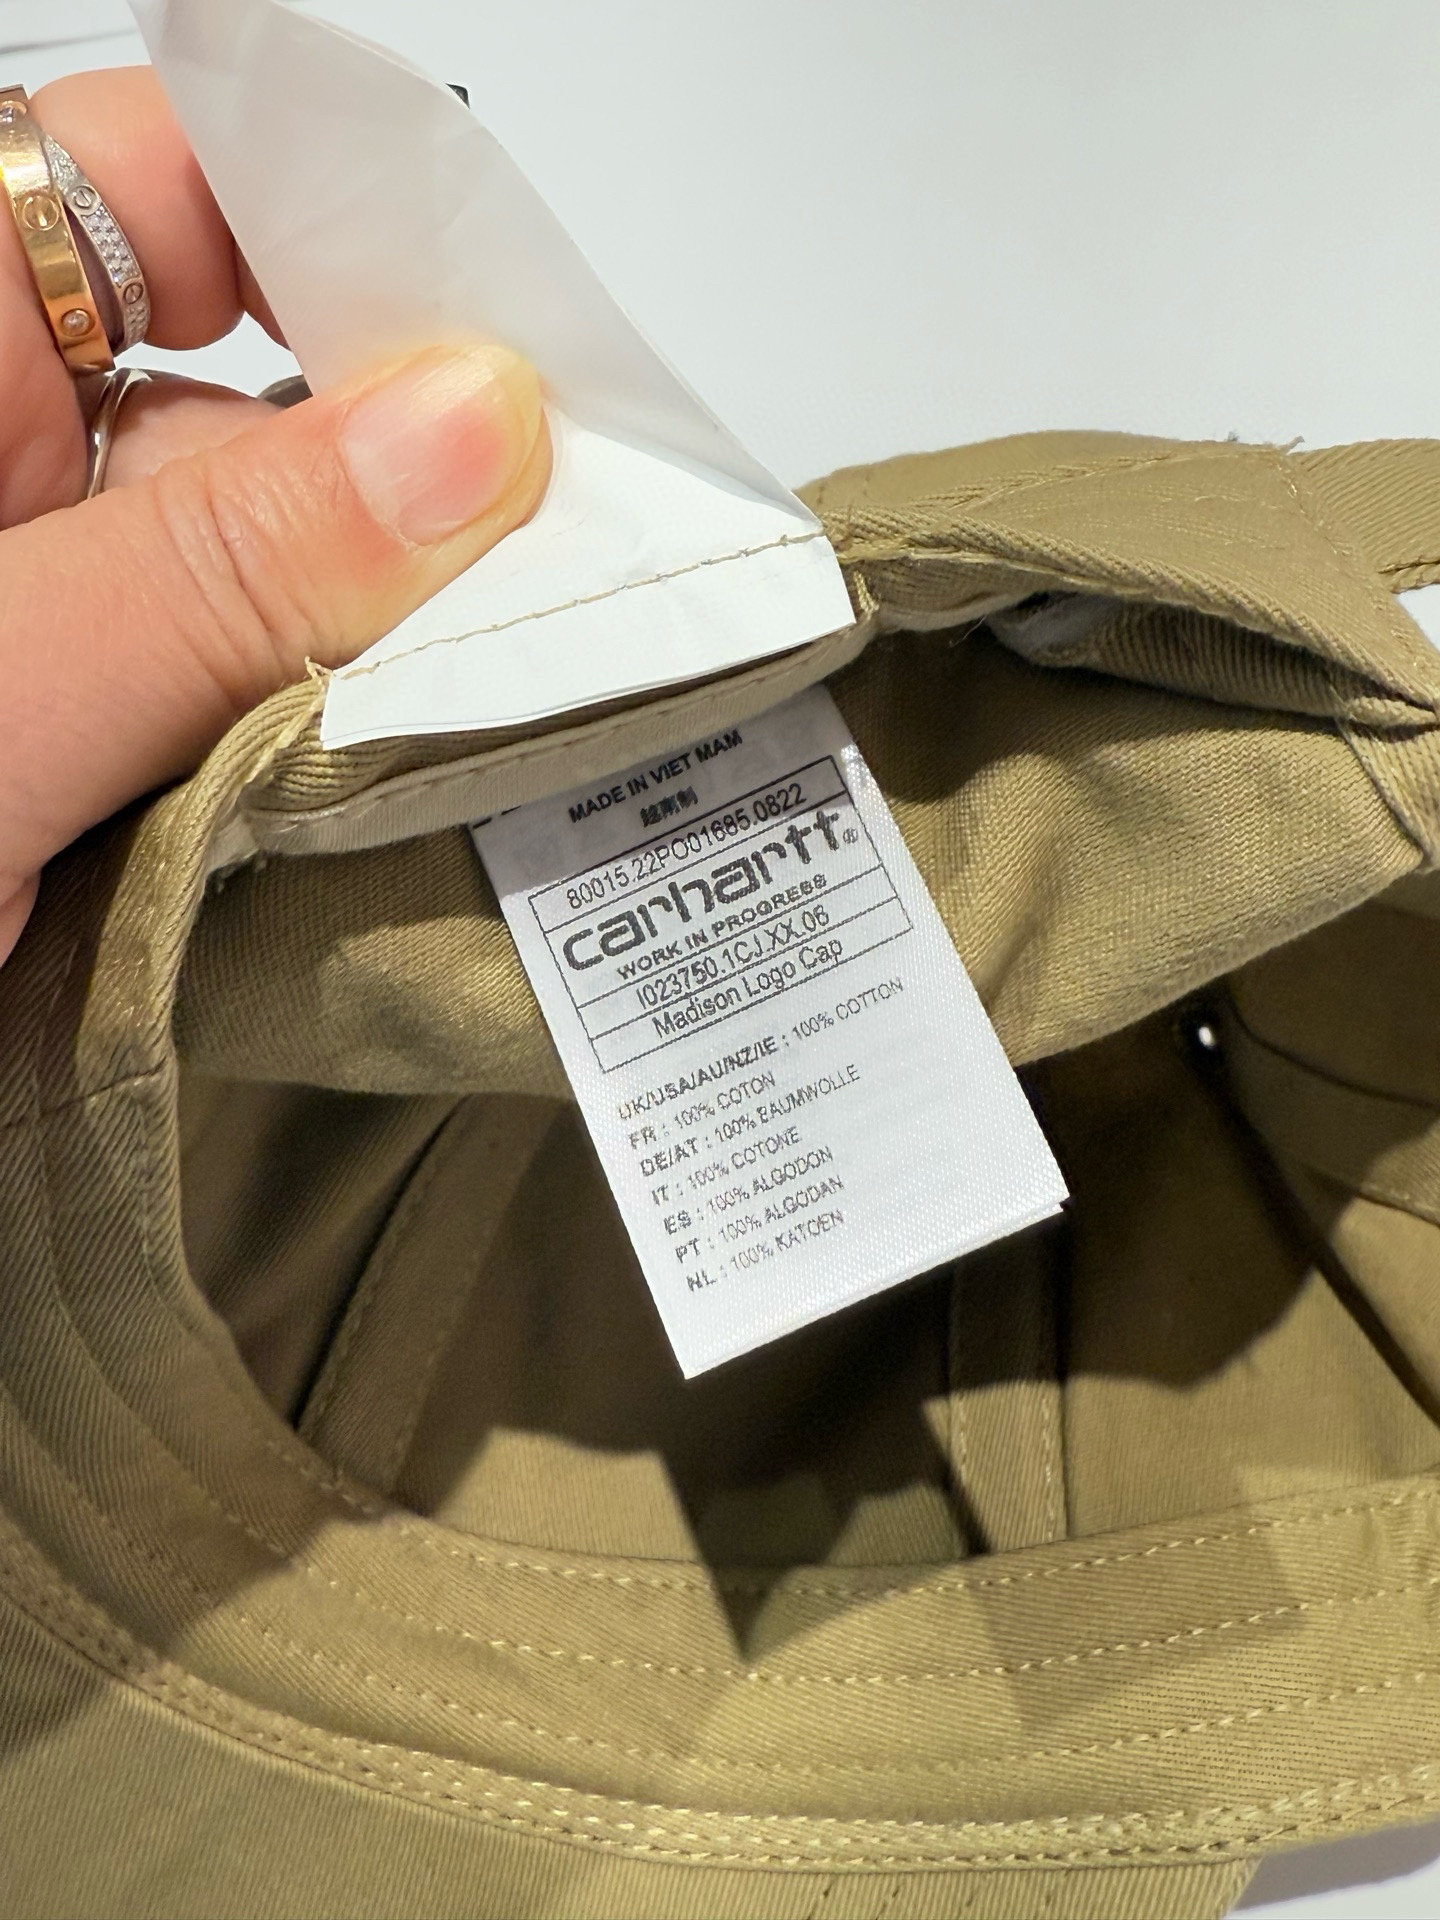 MADE IN VIET MAM
越南制
80015.22PO01685.0822
carhartt®
WORK IN PROGRESS
I023750.1CJ.XX.06
Madison Logo Cap
UK/USA/AU/NZ/IE : 100% COTTON
FR : 100% COTON
DE/AT : 100% BAUMWOLLE
IT : 100% COTONE
ES : 100% ALGODON
PT : 100% ALGODAN
NL : 100% KATOEN